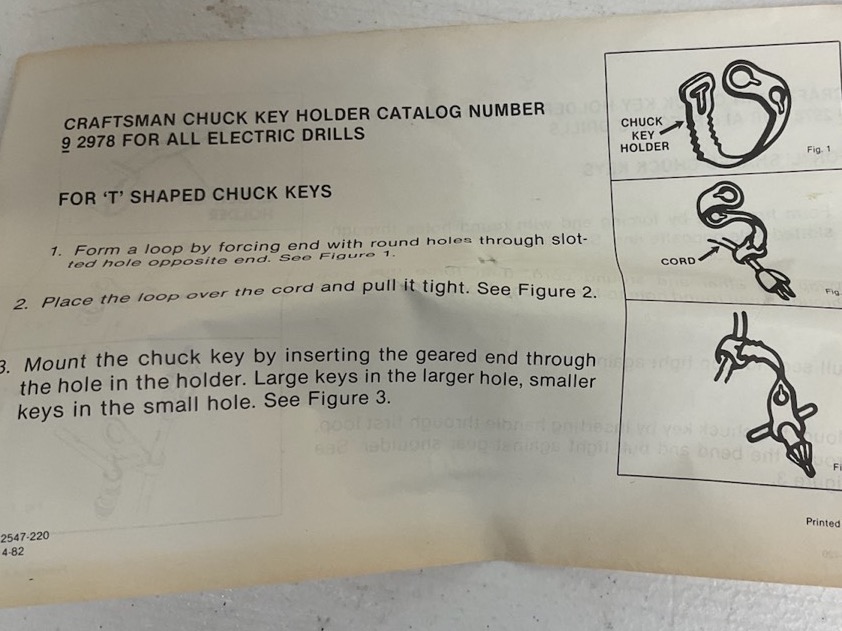 CRAFTSMAN CHUCK KEY HOLDER CATALOG NUMBER
9 2978 FOR ALL ELECTRIC DRILLS
FOR ‘T’ SHAPED CHUCK KEYS
1. Form a loop by forcing end with round holes through slot-
ted hole opposite end. See Figure 1.
2. Place the loop over the cord and pull it tight. See Figure 2.
3. Mount the chuck key by inserting the geared end through
the hole in the holder. Large keys in the larger hole, smaller
keys in the small hole. See Figure 3.
2547-220
4-82
CHUCK
KEY
HOLDER
Fig. 1
CORD
Fig.
Fi
Printed